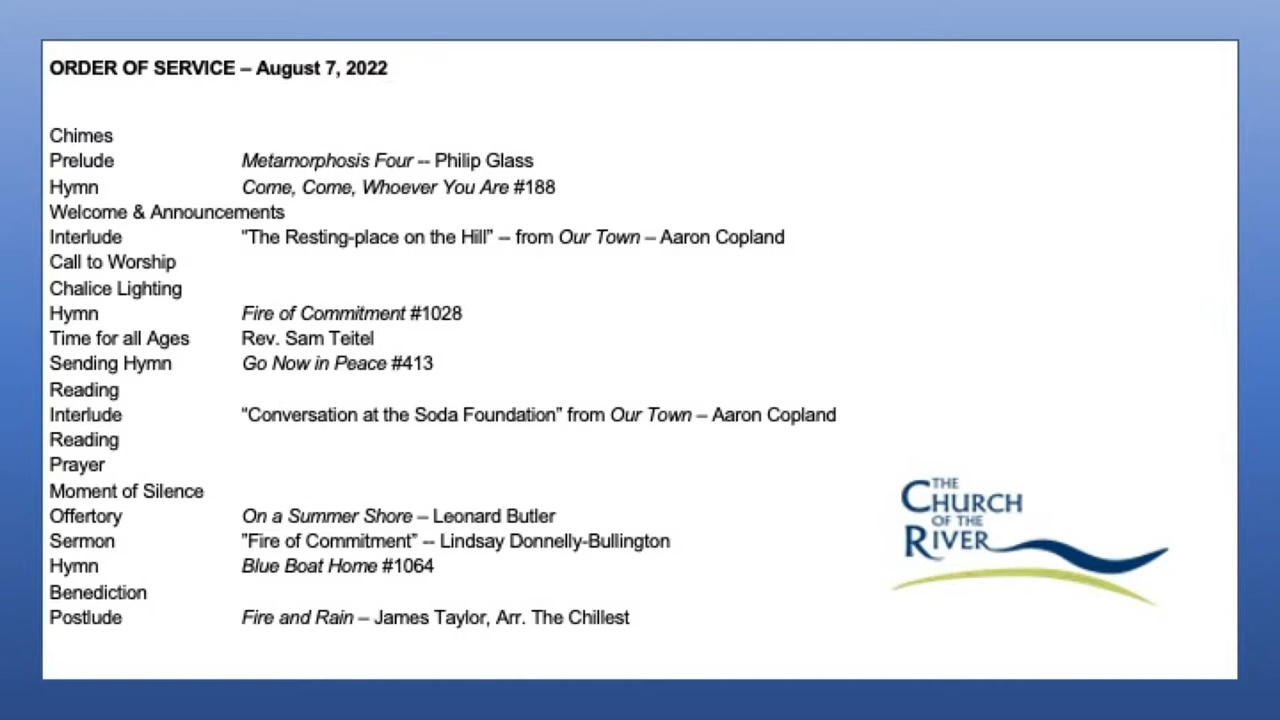 ORDER OF SERVICE – August 7, 2022
Chimes
Prelude Metamorphosis Four -- Philip Glass
Hymn Come, Come, Whoever You Are #188
Welcome & Announcements
Interlude “The Resting-place on the Hill” – from Our Town – Aaron Copland
Call to Worship
Chalice Lighting
Hymn Fire of Commitment #1028
Time for all Ages Rev. Sam Teitel
Sending Hymn Go Now in Peace #413
Reading
Interlude “Conversation at the Soda Foundation” from Our Town – Aaron Copland
Reading
Prayer
Moment of Silence
Offertory On a Summer Shore – Leonard Butler
Sermon ”Fire of Commitment” -- Lindsay Donnelly-Bullington
Hymn Blue Boat Home #1064
Benediction
Postlude Fire and Rain – James Taylor, Arr. The Chillest
THE
CHURCH
OF THE
RIVER